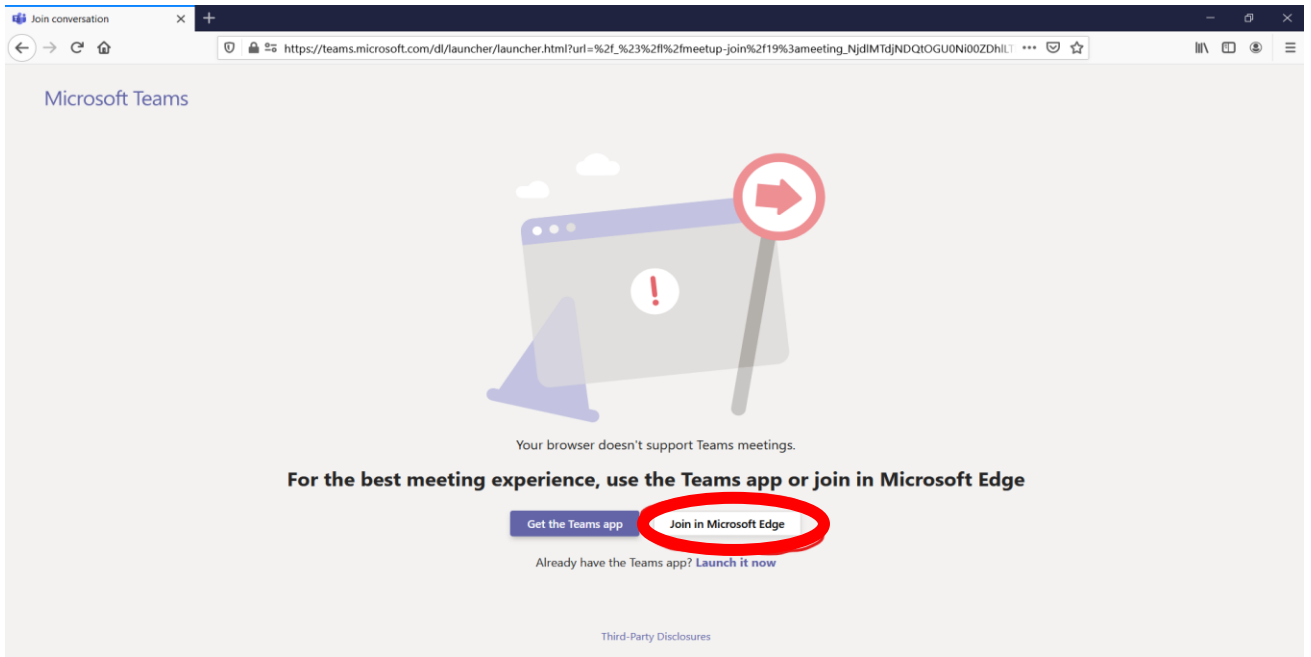 Join conversation
https://teams.microsoft.com/dl/launcher/launcher.html?url=%2f_%23%2fl%2fmeetup-join%2f19%3ameeting_NjdlMTdjNDQtOGU0Ni00ZDhlLT
Microsoft Teams
!
Your browser doesn't support Teams meetings.
For the best meeting experience, use the Teams app or join in Microsoft Edge
Get the Teams app Join in Microsoft Edge
Already have the Teams app? Launch it now
Third-Party Disclosures